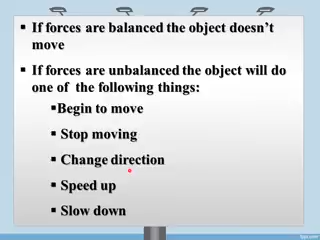 ▪ If forces are balanced the object doesn't
move
▪ If forces are unbalanced the object will do
one of the following things:
▪Begin to move
▪ Stop moving
▪ Change direction
▪ Speed up
▪ Slow down